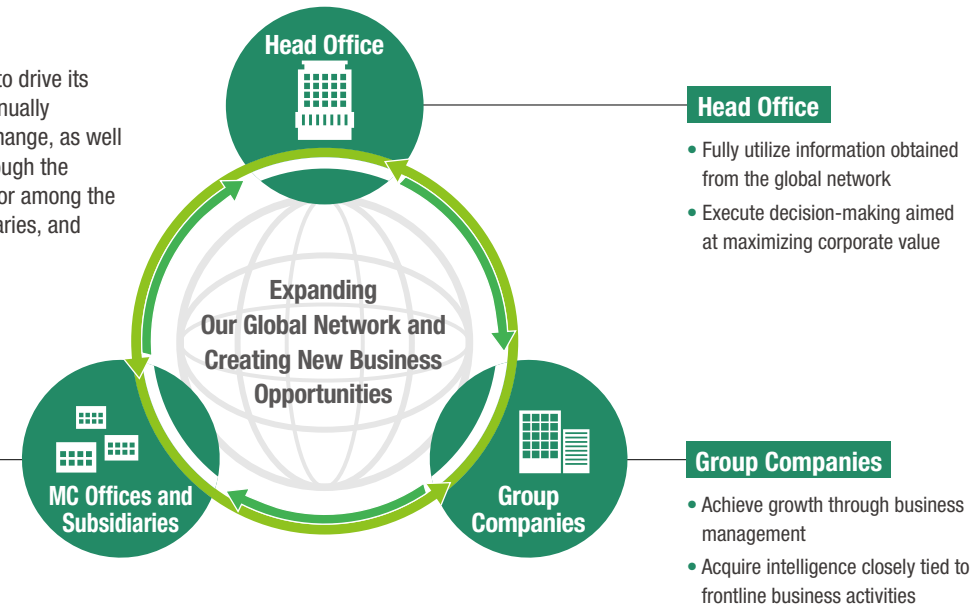 to drive its
nually
hange, as well
ough the
or among the
aries, and
Head Office
Head Office
• Fully utilize information obtained
from the global network
• Execute decision-making aimed
at maximizing corporate value
Expanding
Our Global Network and
Creating New Business
Opportunities
MC Offices and
Subsidiaries
Group
Companies
Group Companies
• Achieve growth through business
management
• Acquire intelligence closely tied to
frontline business activities